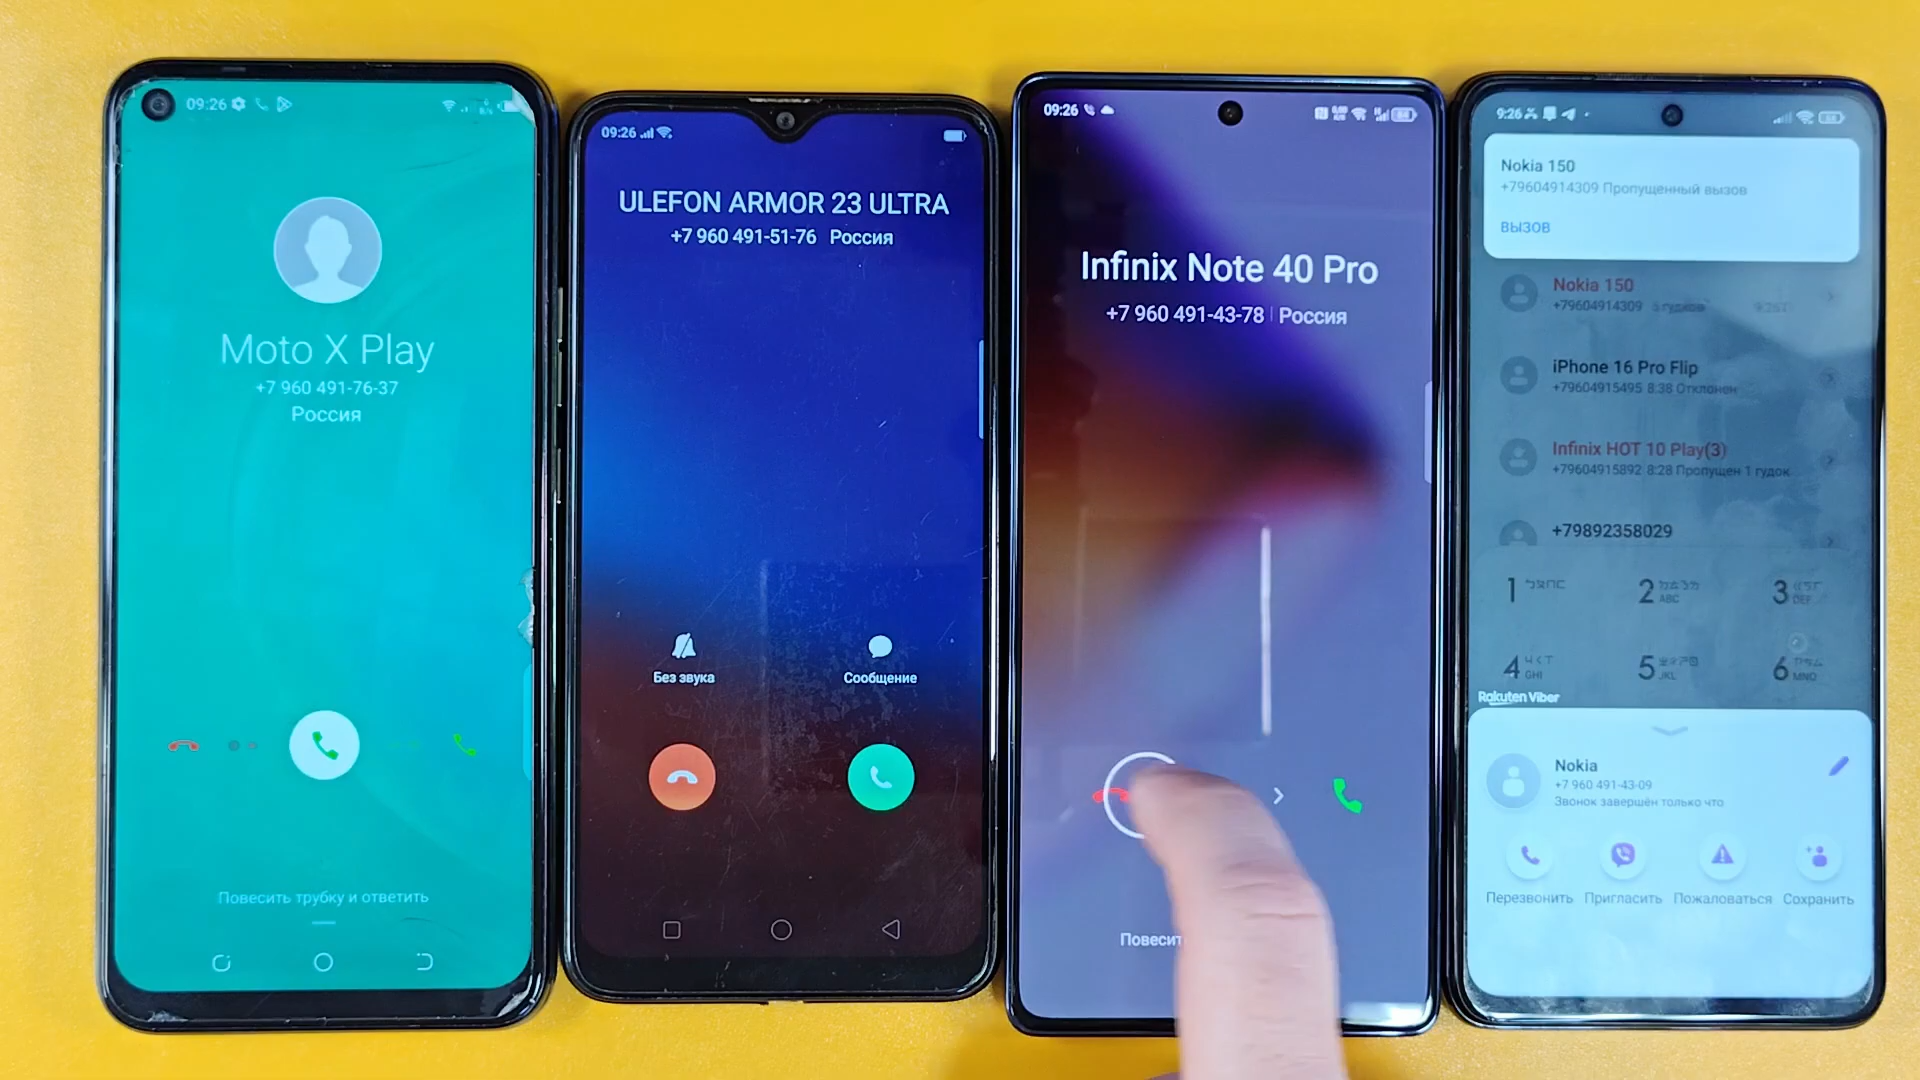 09:26
Moto X Play
+7 960 491-76-37
Россия
Повесить трубку и ответить
09:26
ULEFON ARMOR 23 ULTRA
+7 960 491-51-76 Россия
Без звука
Сообщение
09:26
Infinix Note 40 Pro
+7 960 491-43-78 Россия
Повесит
9:26
Nokia 150
+79604914309 Пропущенный вызов
ВЫЗОВ
Nokia 150
+79604914309
iPhone 16 Pro Flip
+79604915495 8:38 Отклонен
Infinix HOT 10 Play(3)
+79604915892 8:28 Пропущен 1 гудок
+79892358029
1
2 ABC
3 DEF
4 GHI
5 JKL
6 MNO
Rakuten Viber
Nokia
+7 960 491-43-09
Звонок завершён только что
Перезвонить
Пригласить
Пожаловаться
Сохранить